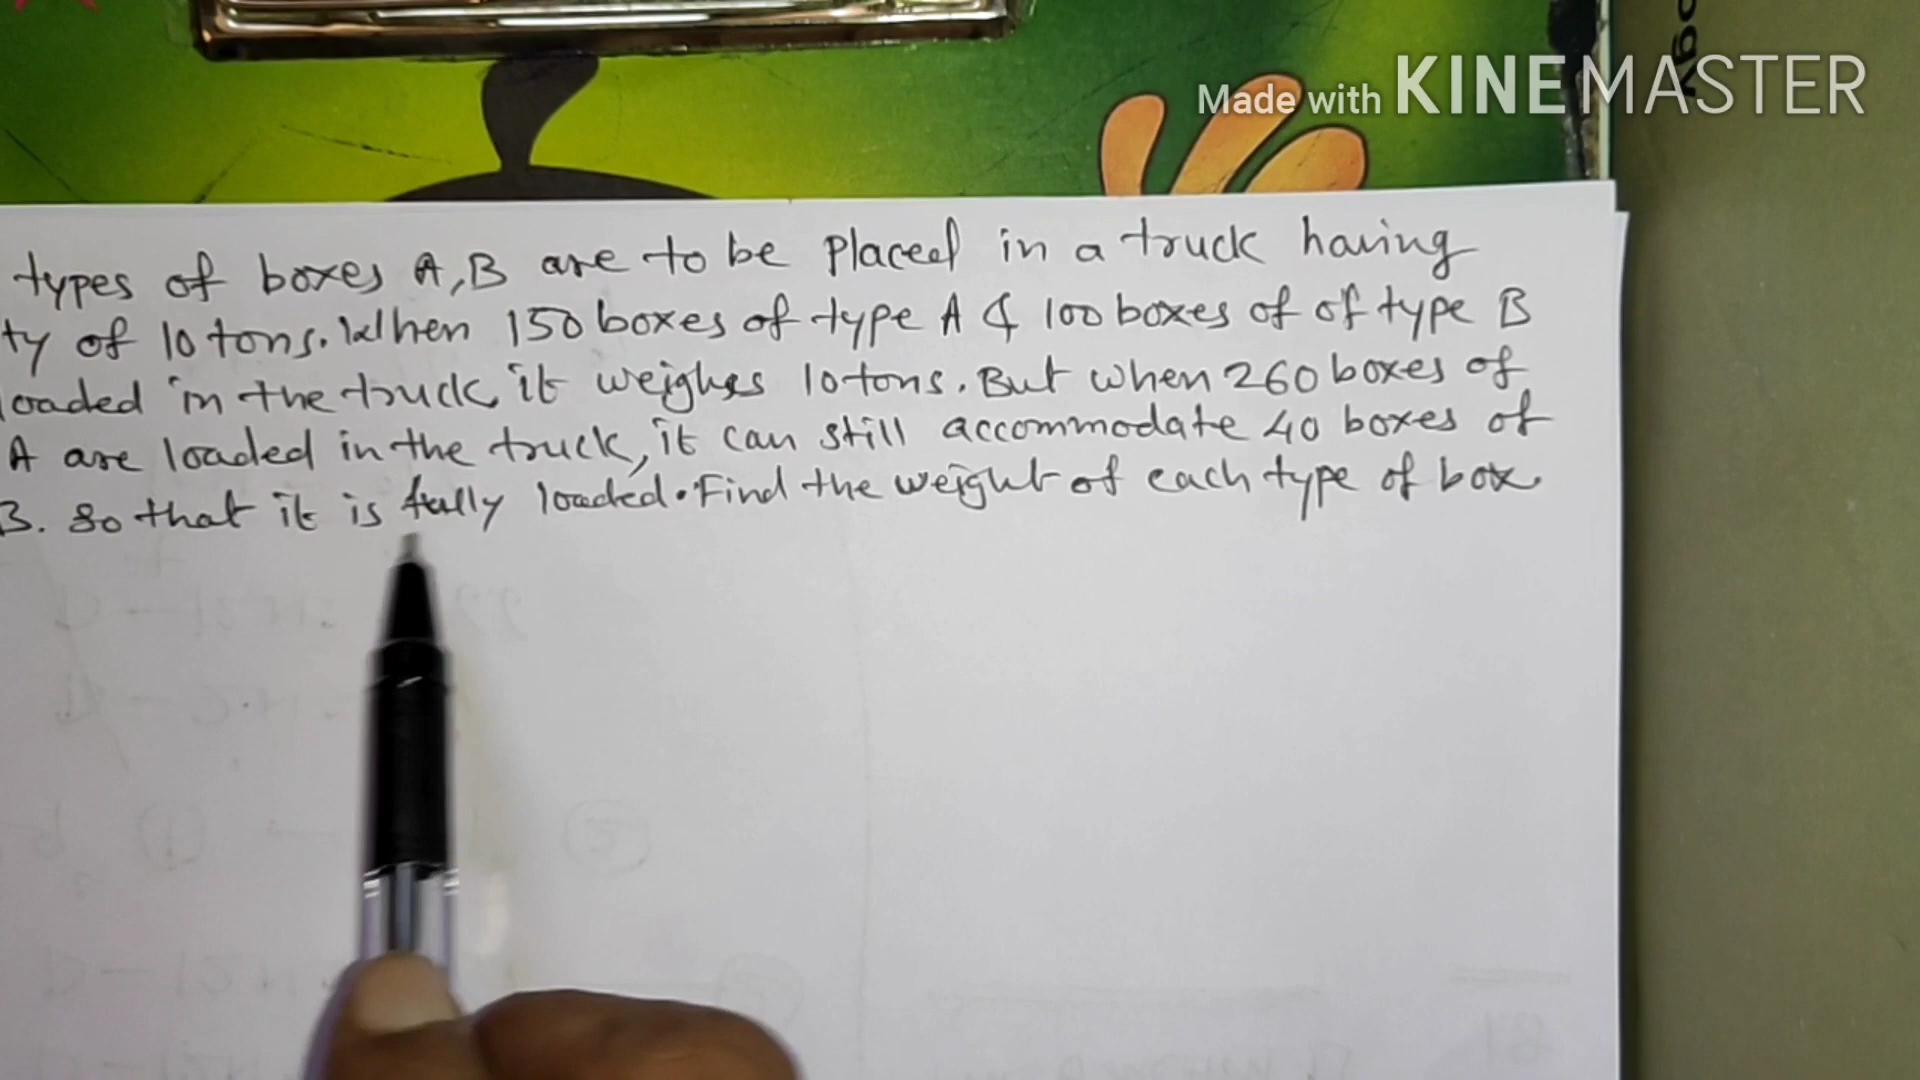 Made with KINEMASTER
types of boxes A,B are to be placed in a truck having
ty of 10 tons. When 150 boxes of type A & 100 boxes of of type B
loaded in the truck it weighs 10 tons. But when 260 boxes of
A are loaded in the truck, it can still accommodate 40 boxes of
B. so that it is fully loaded. Find the weight of each type of box.